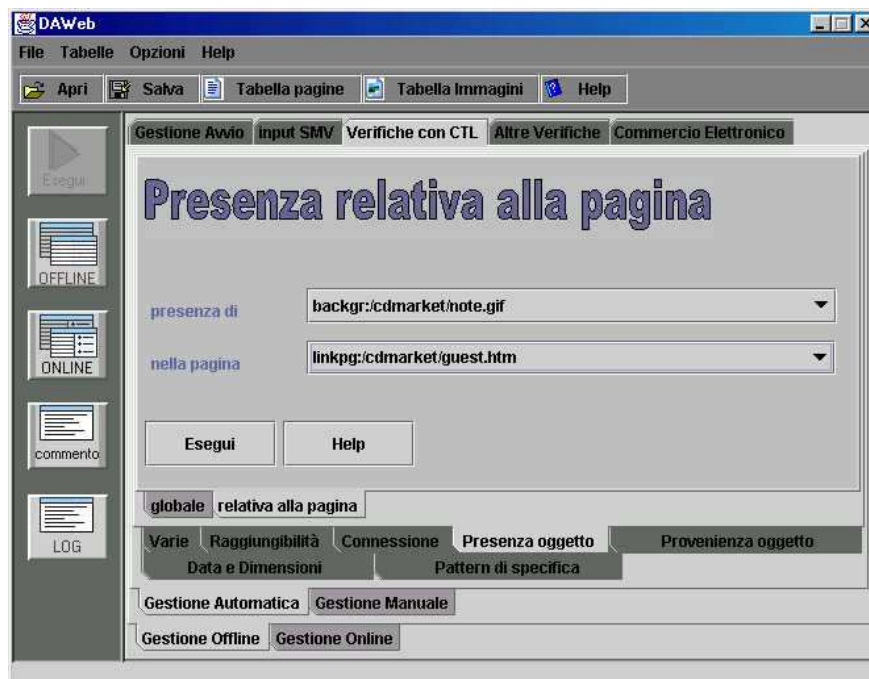 DAWeb
File Tabelle Opzioni Help
Apri Salva Tabella pagine Tabella Immagini Help
Gestione Avvio input SMV Verifiche con CTL Altre Verifiche Commercio Elettronico
Esegui
OFFLINE
ONLINE
commento
LOG
Presenza relativa alla pagina
presenza di backgr:/cdmarket/note.gif
nella pagina linkpg:/cdmarket/guest.htm
Esegui Help
globale relativa alla pagina
Varie Raggiungibilità Connessione Presenza oggetto Provenienza oggetto
Data e Dimensioni Pattern di specifica
Gestione Automatica Gestione Manuale
Gestione Offline Gestione Online